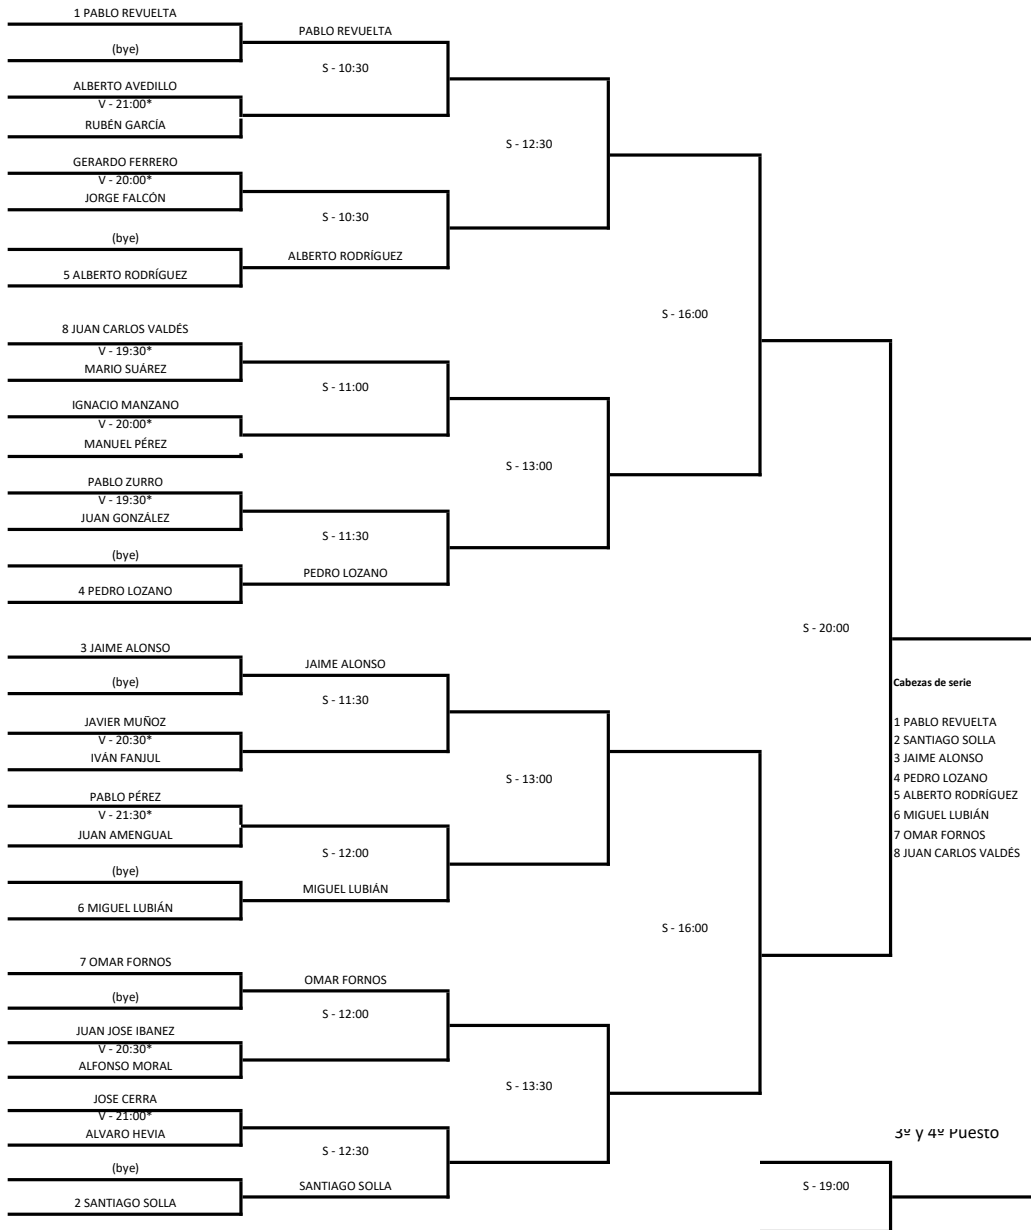 1 PABLO REVUELTA
PABLO REVUELTA
(bye)
S - 10:30
ALBERTO AVEDILLO
V - 21:00*
RUBÉN GARCÍA
S - 12:30
GERARDO FERRERO
V - 20:00*
JORGE FALCÓN
S - 10:30
(bye)
ALBERTO RODRÍGUEZ
5 ALBERTO RODRÍGUEZ
S - 16:00
8 JUAN CARLOS VALDÉS
V - 19:30*
MARIO SUÁREZ
S - 11:00
IGNACIO MANZANO
V - 20:00*
MANUEL PÉREZ
S - 13:00
PABLO ZURRO
V - 19:30*
JUAN GONZÁLEZ
S - 11:30
(bye)
PEDRO LOZANO
4 PEDRO LOZANO
S - 20:00
3 JAIME ALONSO
JAIME ALONSO
(bye)
S - 11:30
JAVIER MUÑOZ
V - 20:30*
IVÁN FANJUL
S - 13:00
PABLO PÉREZ
V - 21:30*
JUAN AMENGUAL
S - 12:00
(bye)
MIGUEL LUBIÁN
6 MIGUEL LUBIÁN
Cabezas de serie
1 PABLO REVUELTA
2 SANTIAGO SOLLA
3 JAIME ALONSO
4 PEDRO LOZANO
5 ALBERTO RODRÍGUEZ
6 MIGUEL LUBIÁN
7 OMAR FORNOS
8 JUAN CARLOS VALDÉS
S - 16:00
7 OMAR FORNOS
OMAR FORNOS
(bye)
S - 12:00
JUAN JOSE IBANEZ
V - 20:30*
ALFONSO MORAL
S - 13:30
JOSE CERRA
V - 21:00*
ALVARO HEVIA
S - 12:30
(bye)
SANTIAGO SOLLA
2 SANTIAGO SOLLA
3º y 4º Puesto
S - 19:00